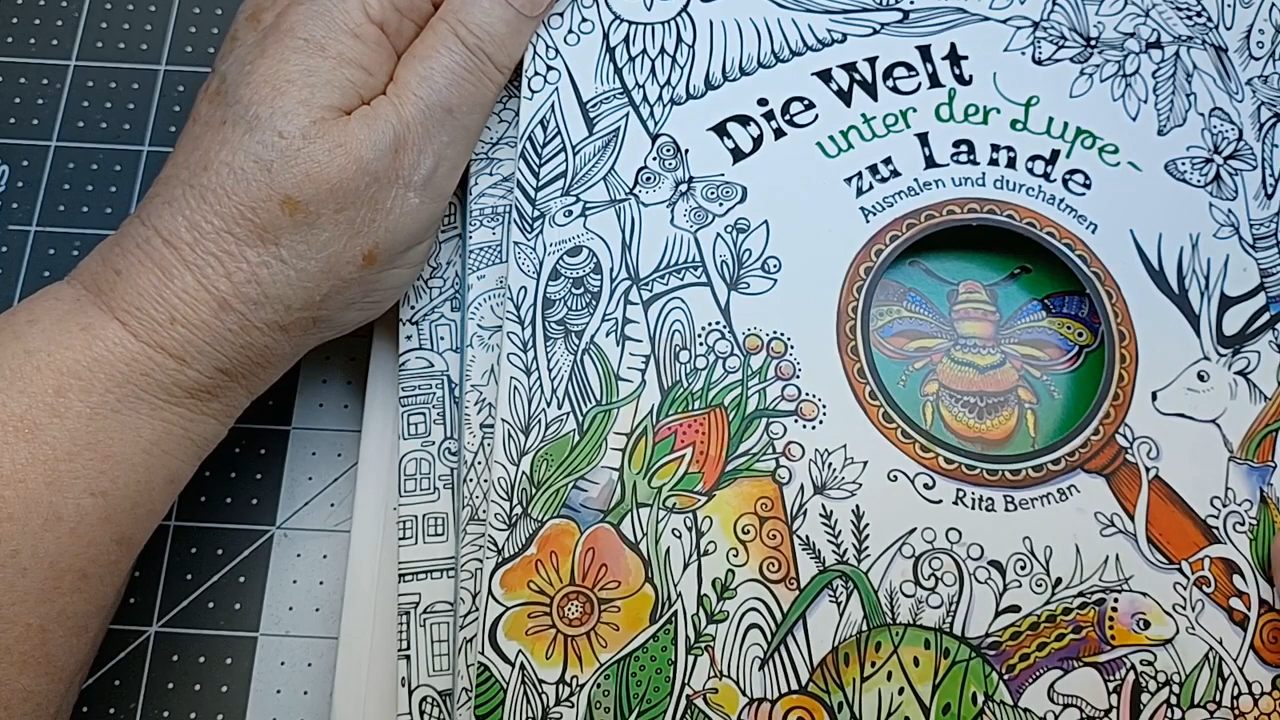 Die Welt
unter der Lupe-
zu Lande
Ausmalen und durchatmen
Rita Berman